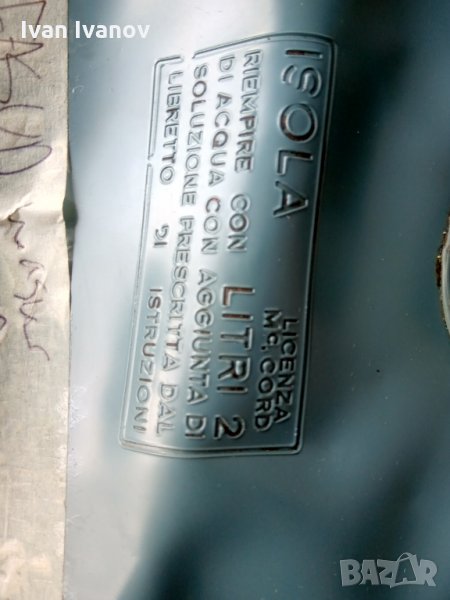 Ivan Ivanov
ISOLA
LICENZA
MC. CORD
RIEMPIRE CON LITRI 2
DI ACQUA CON AGGIUNTA DI
SOLUZIONE PRESCRITTA DAL
LIBRETTO DI ISTRUZIONI
BAZAR